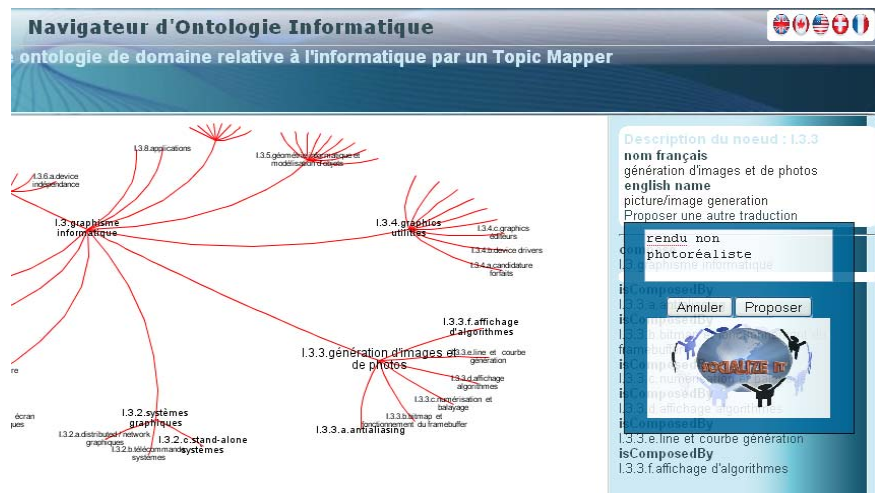 Navigateur d'Ontologie Informatique
ontologie de domaine relative à l'informatique par un Topic Mapper
I.3.8.applications
I.3.5.géométrie informatique et
modélisation d'objets
I.3.6.a.device
indépendance
I.3.graphisme
informatique
I.3.4.graphics
utilities
I.3.4.c.graphics
éditeurs
I.3.4.b.device drivers
I.3.4.a.candidature
forfaits
I.3.3.f.affichage
d'algorithmes
I.3.3.génération d'images et
de photos
I.3.3.e.line et courbe
génération
I.3.3.d.affichage
algorithmes
I.3.3.c.numérisation et
balayage
I.3.3.b.bitmap et
fonctionnement du framebuffer
I.3.3.a.antialiasing
I.3.2.systèmes
graphiques
I.3.2.a.distributed / network
graphiques
I.3.2.c.stand-alone
systèmes
I.3.2.b.télécommande
systèmes
re
écran
ques
Description du noeud : I.3.3
nom français
génération d'images et de photos
english name
picture/image generation
Proposer une autre traduction
rendu non
photoréaliste
I.3.graphisme informatique
isComposedBy
Annuler Proposer
SOCIALIZE IT
I.3.3.d.affichage algorithmes
isComposedBy
I.3.3.e.line et courbe génération
isComposedBy
I.3.3.f.affichage d'algorithmes